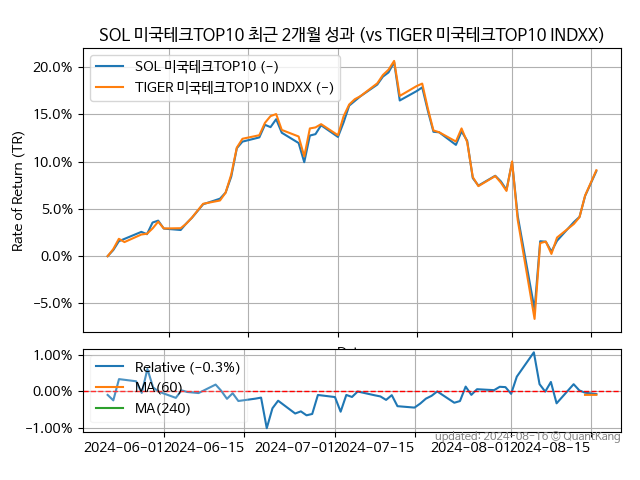 SOL 미국테크TOP10 최근 2개월 성과 (vs TIGER 미국테크TOP10 INDXX)
SOL 미국테크TOP10 (-)
TIGER 미국테크TOP10 INDXX (-)
Rate of Return (TR)
20.0%
15.0%
10.0%
5.0%
0.0%
-5.0%
1.00%
0.00%
-1.00%
Relative (-0.3%)
MA(60)
MA(240)
2024-06-01 2024-06-15 2024-07-01 2024-07-15 2024-08-01 2024-08-15
updated: 2024-08-16 © QuantKang